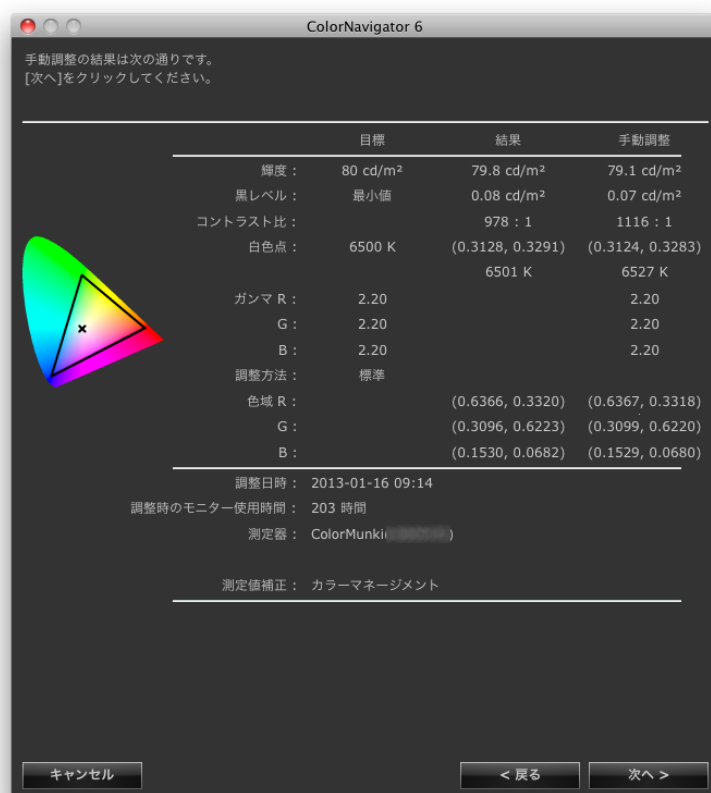 ColorNavigator 6
手動調整の結果は次の通りです。
[次へ]をクリックしてください。
目標 結果 手動調整
輝度 : 80 cd/m² 79.8 cd/m² 79.1 cd/m²
黒レベル : 最小値 0.08 cd/m² 0.07 cd/m²
コントラスト比 : 978 : 1 1116 : 1
白色点 : 6500 K (0.3128, 0.3291) (0.3124, 0.3283)
6501 K 6527 K
ガンマ R : 2.20 2.20
G : 2.20 2.20
B : 2.20 2.20
調整方法 : 標準
色域 R : (0.6366, 0.3320) (0.6367, 0.3318)
G : (0.3096, 0.6223) (0.3099, 0.6220)
B : (0.1530, 0.0682) (0.1529, 0.0680)
調整日時 : 2013-01-16 09:14
調整時のモニター使用時間 : 203 時間
測定器 : ColorMunki( )
測定値補正 : カラーマネージメント
キャンセル < 戻る 次へ >